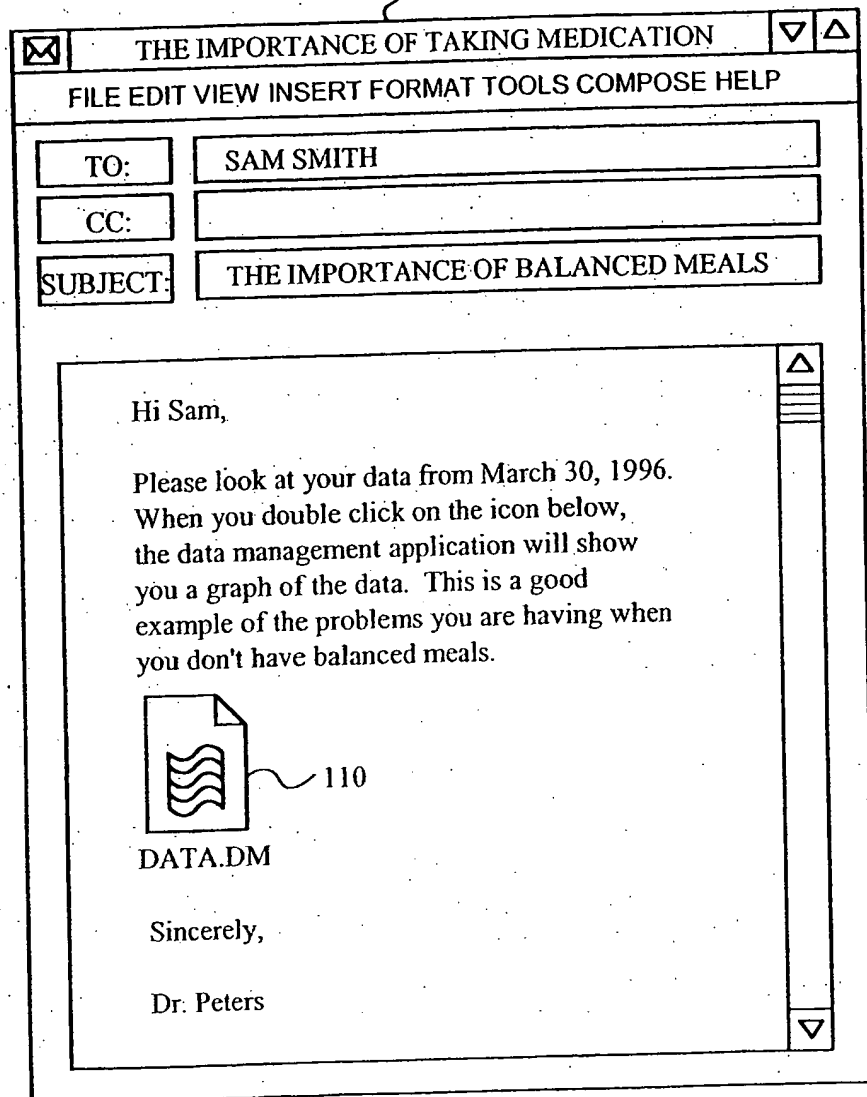 THE IMPORTANCE OF TAKING MEDICATION
FILE EDIT VIEW INSERT FORMAT TOOLS COMPOSE HELP
TO: SAM SMITH
CC:
SUBJECT: THE IMPORTANCE OF BALANCED MEALS
Hi Sam,
Please look at your data from March 30, 1996.
When you double click on the icon below,
the data management application will show
you a graph of the data. This is a good
example of the problems you are having when
you don't have balanced meals.
110
DATA.DM
Sincerely,
Dr. Peters